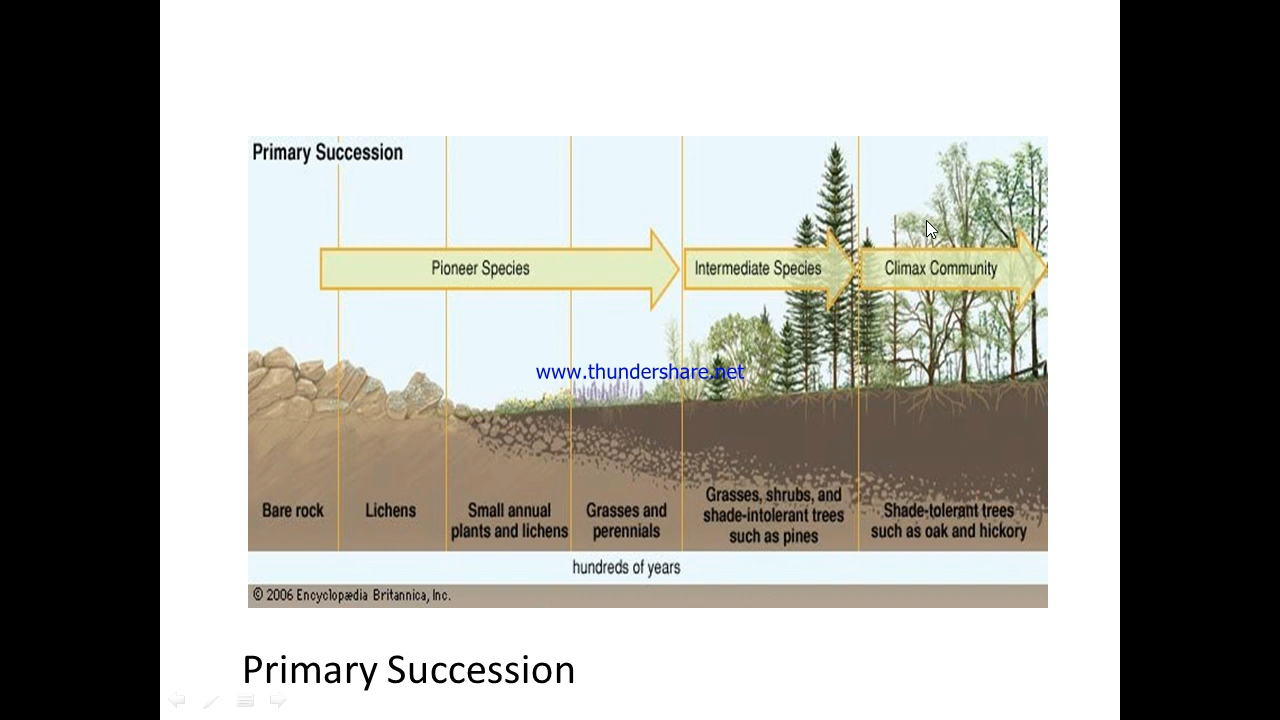 Primary Succession
Pioneer Species
Intermediate Species
Climax Community
www.thundershare.net
Bare rock
Lichens
Small annual
plants and lichens
Grasses and
perennials
Grasses, shrubs, and
shade-intolerant trees
such as pines
Shade-tolerant trees
such as oak and hickory
hundreds of years
© 2006 Encyclopædia Britannica, Inc.
Primary Succession